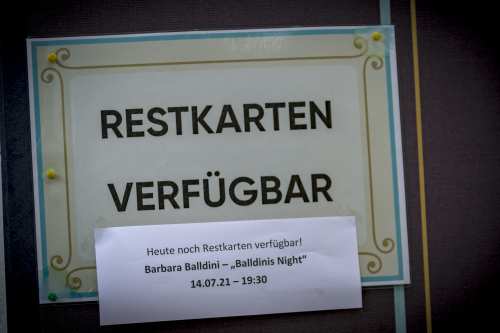 RESTKARTEN
VERFÜGBAR
Heute noch Restkarten verfügbar!
Barbara Balldini – „Balldinis Night“
14.07.21 – 19:30